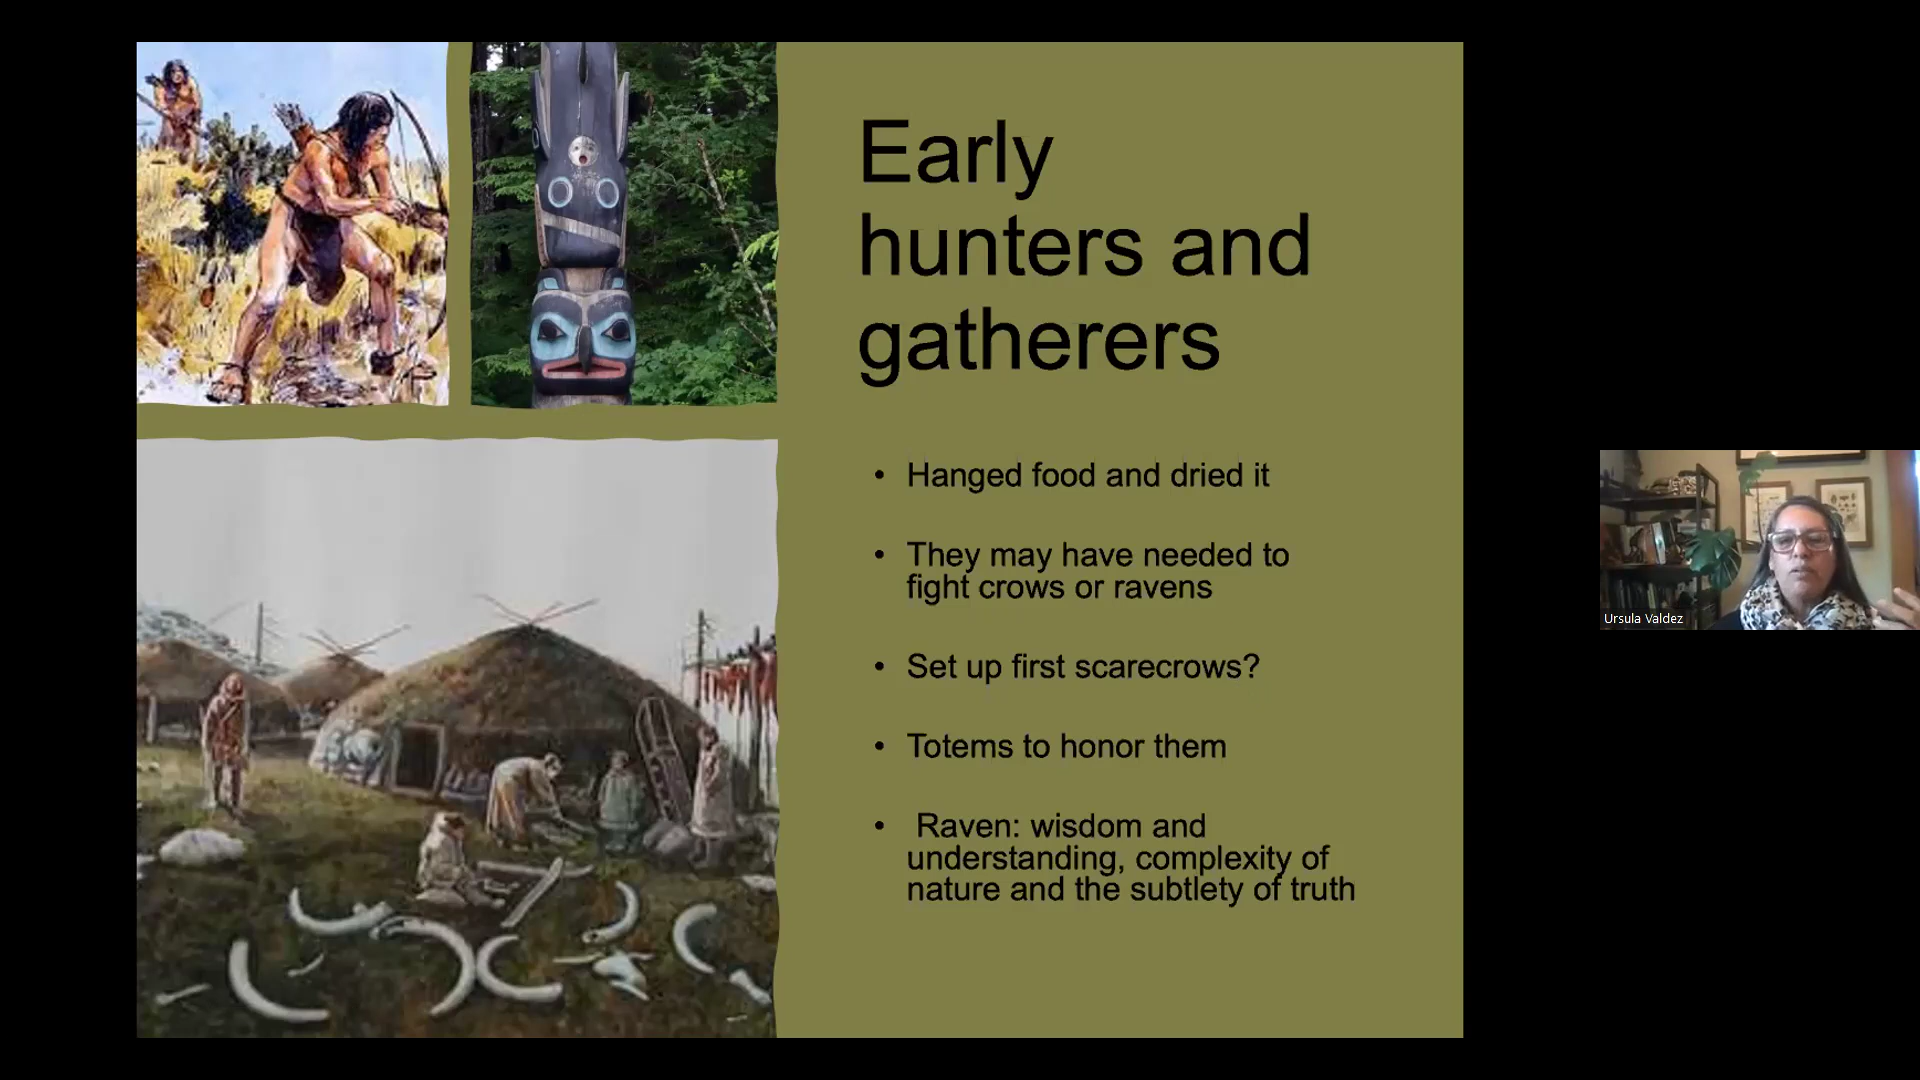 Early
hunters and
gatherers
• Hanged food and dried it
• They may have needed to
fight crows or ravens
• Set up first scarecrows?
• Totems to honor them
• Raven: wisdom and
understanding, complexity of
nature and the subtlety of truth
Ursula Valdez